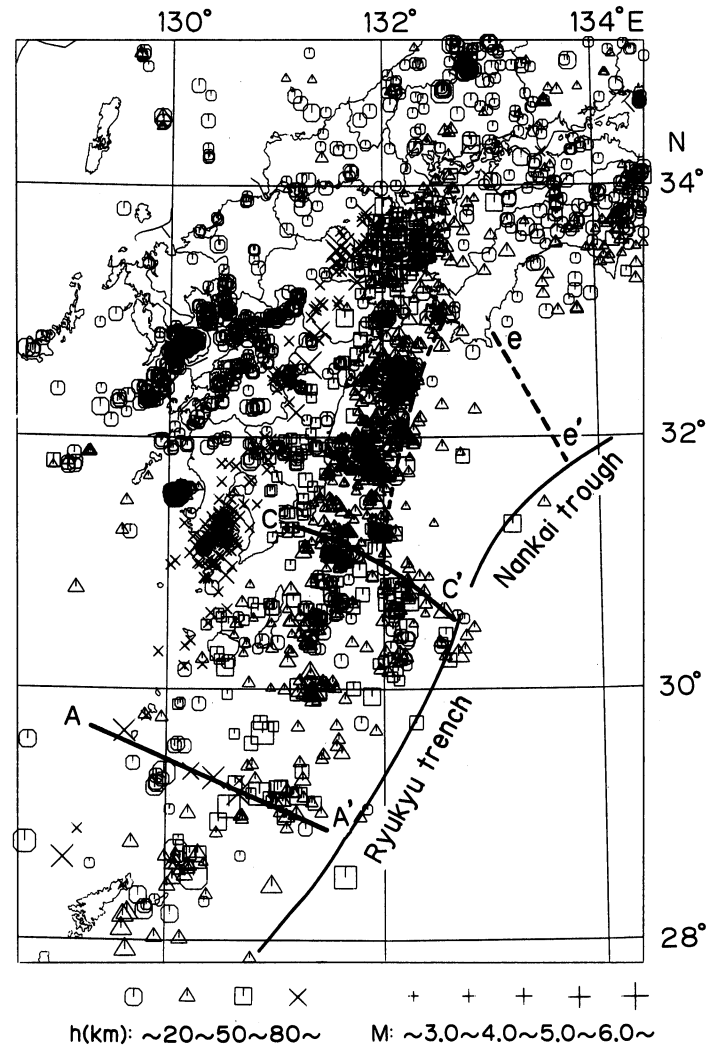 130° 132° 134°E
N
34°
e
e'
32°
Nankai trough
C
C'
30°
A
A'
Ryukyu trench
28°
h(km): ~20~50~80~ M: ~3.0~4.0~5.0~6.0~